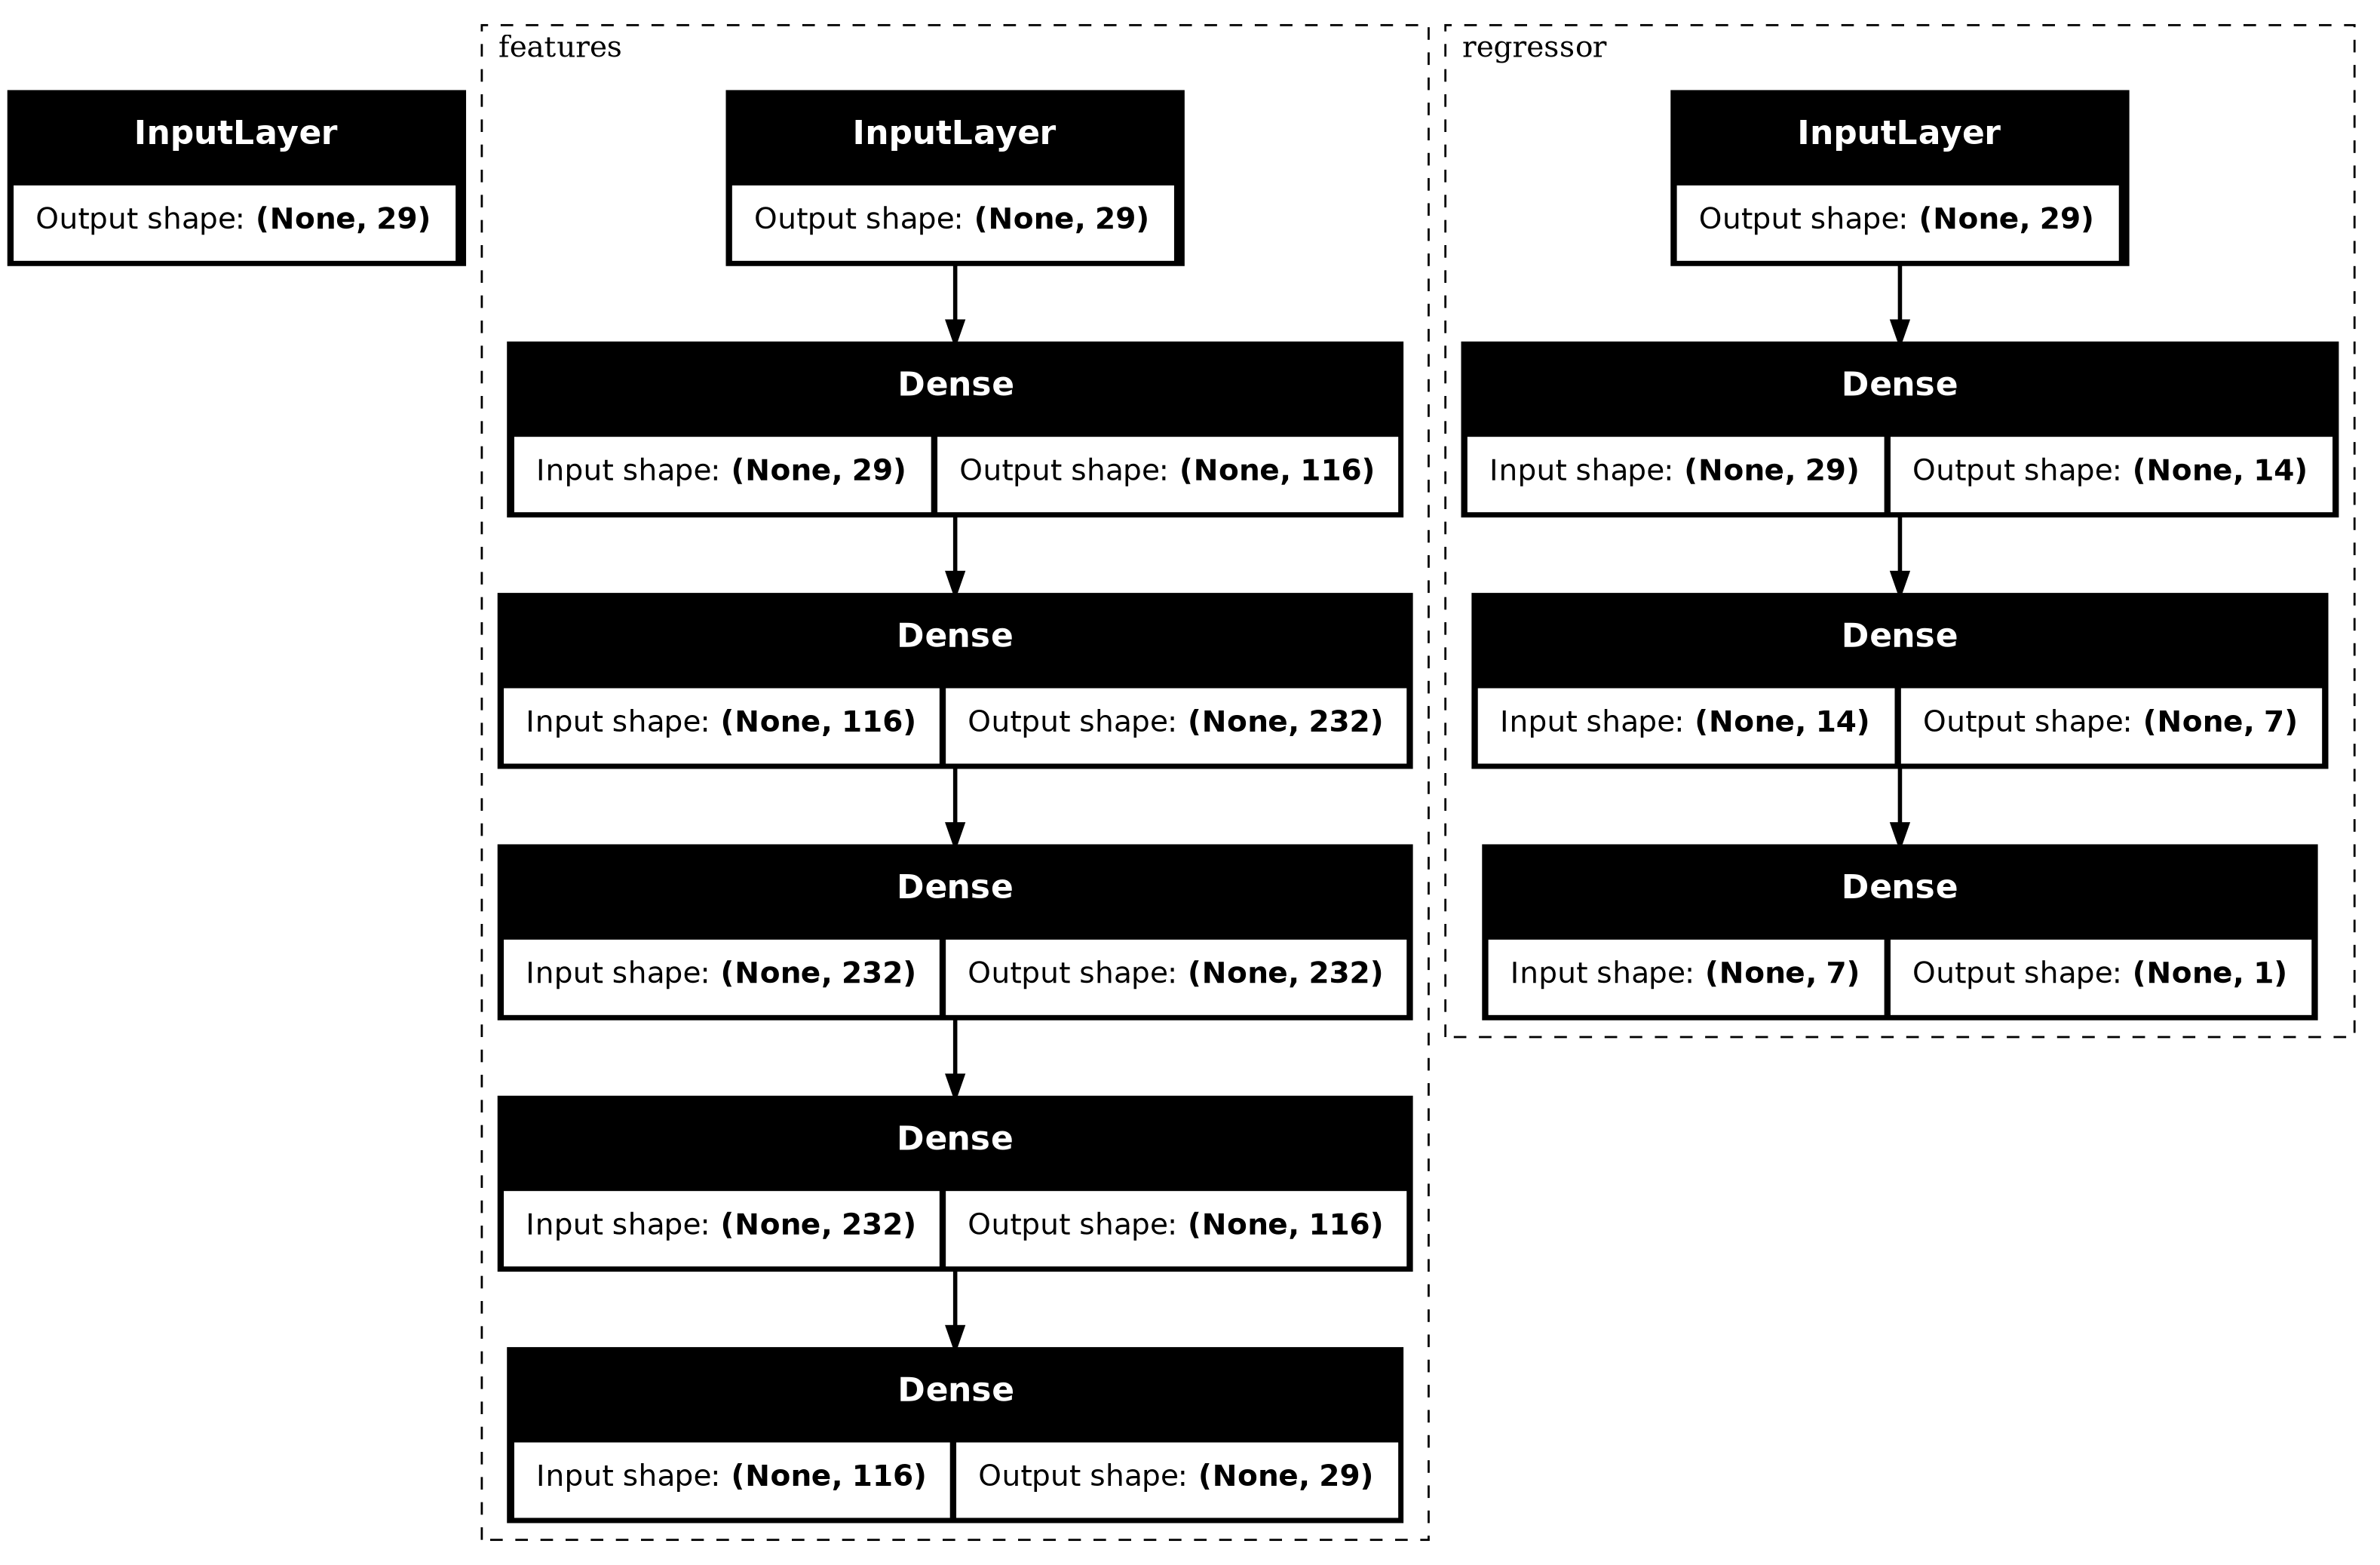 InputLayer
Output shape: (None, 29)
features
InputLayer
Output shape: (None, 29)
Dense
Input shape: (None, 29) Output shape: (None, 116)
Dense
Input shape: (None, 116) Output shape: (None, 232)
Dense
Input shape: (None, 232) Output shape: (None, 232)
Dense
Input shape: (None, 232) Output shape: (None, 116)
Dense
Input shape: (None, 116) Output shape: (None, 29)
regressor
InputLayer
Output shape: (None, 29)
Dense
Input shape: (None, 29) Output shape: (None, 14)
Dense
Input shape: (None, 14) Output shape: (None, 7)
Dense
Input shape: (None, 7) Output shape: (None, 1)